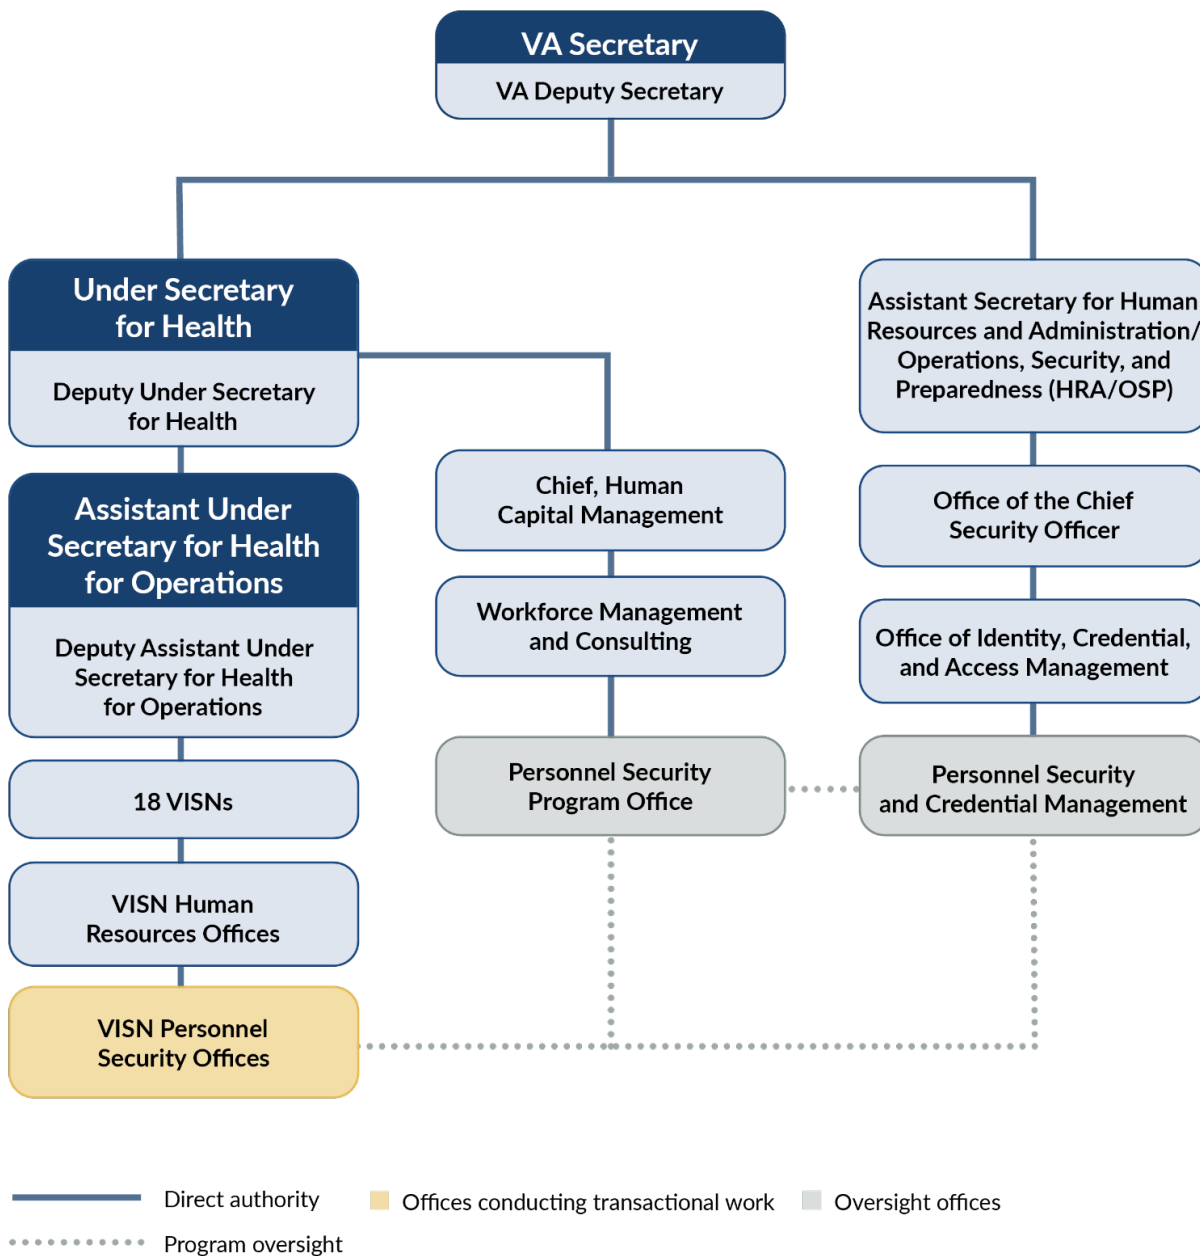 VA Secretary
VA Deputy Secretary
Under Secretary
for Health
Deputy Under Secretary
for Health
Assistant Under
Secretary for Health
for Operations
Deputy Assistant Under
Secretary for Health
for Operations
18 VISNs
VISN Human
Resources Offices
VISN Personnel
Security Offices
Chief, Human
Capital Management
Workforce Management
and Consulting
Personnel Security
Program Office
Assistant Secretary for Human
Resources and Administration/
Operations, Security, and
Preparedness (HRA/OSP)
Office of the Chief
Security Officer
Office of Identity, Credential,
and Access Management
Personnel Security
and Credential Management
Direct authority
Offices conducting transactional work
Oversight offices
Program oversight